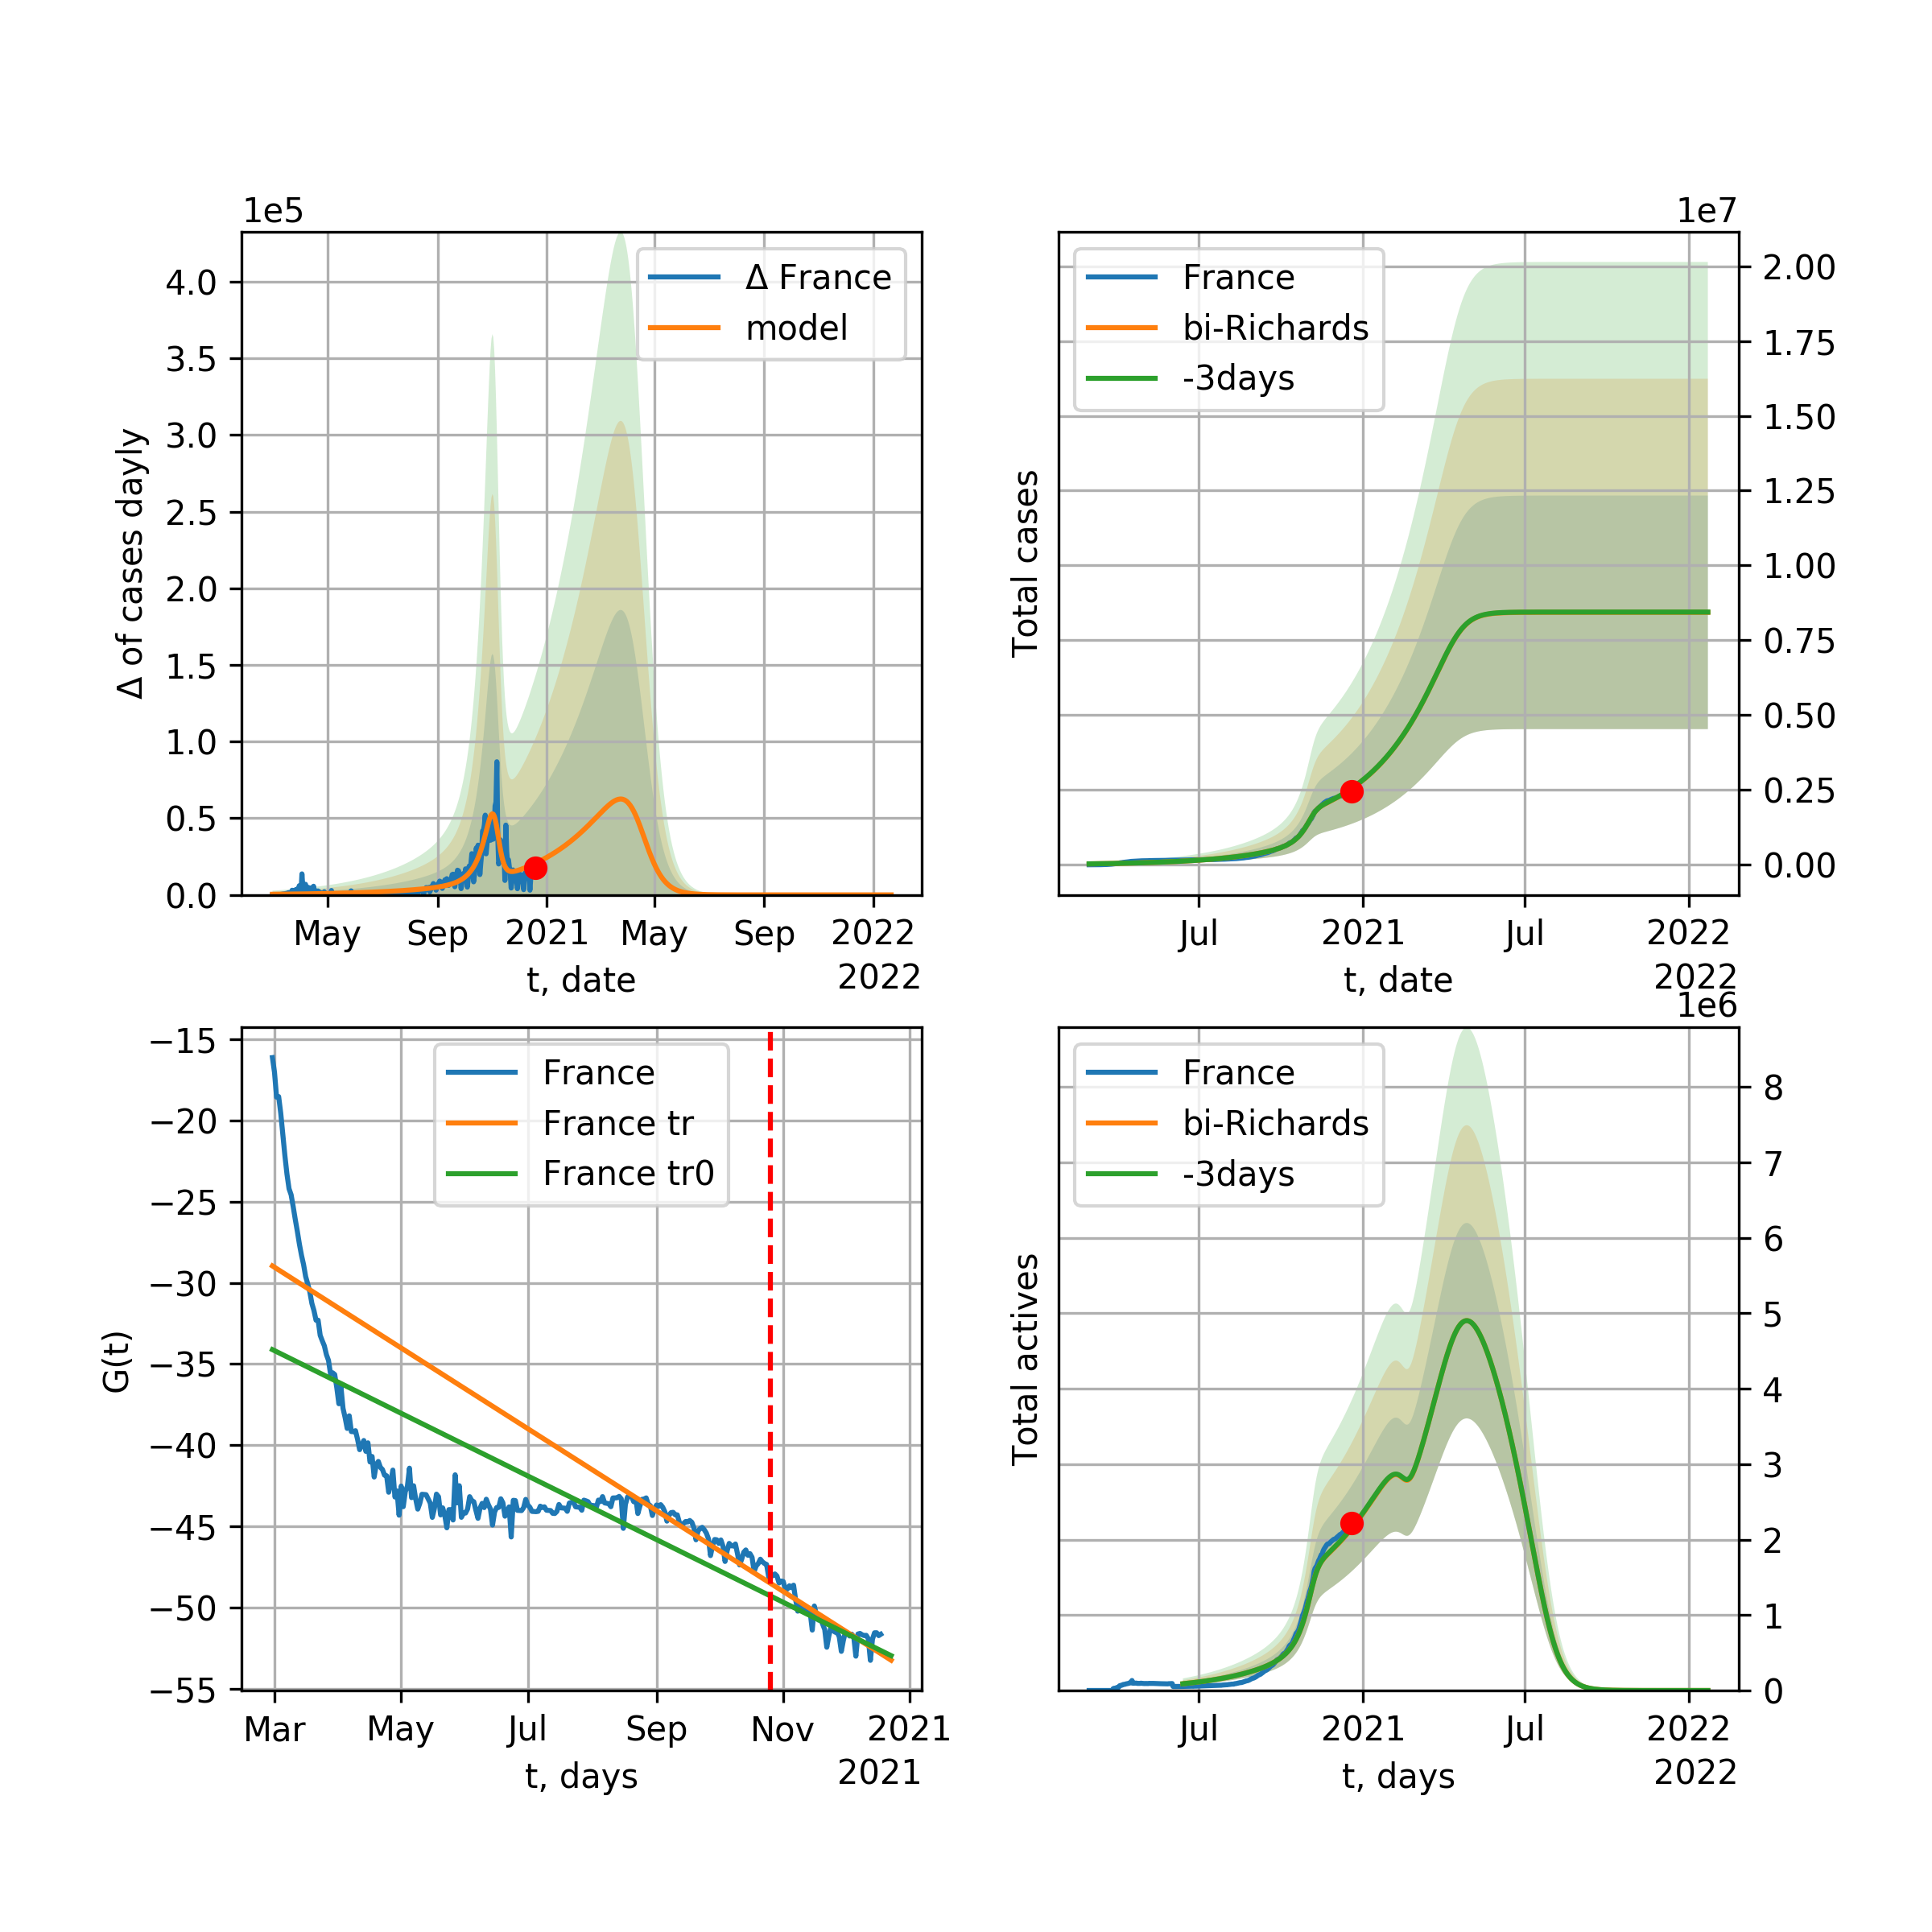 1e5
Δ France
model
4.0
3.5
3.0
2.5
2.0
1.5
1.0
0.5
0.0
Δ of cases dayly
May Sep 2021 May Sep 2022
t, date 2022
1e7
France
bi-Richards
-3days
2.00
1.75
1.50
1.25
1.00
0.75
0.50
0.25
0.00
Total cases
Jul 2021 Jul 2022
t, date 2022
France
France tr
France tr0
−15
−20
−25
−30
−35
−40
−45
−50
−55
G(t)
Mar May Jul Sep Nov 2021
t, days 2021
1e6
France
bi-Richards
-3days
8
7
6
5
4
3
2
1
0
Total actives
Jul 2021 Jul 2022
t, days 2022